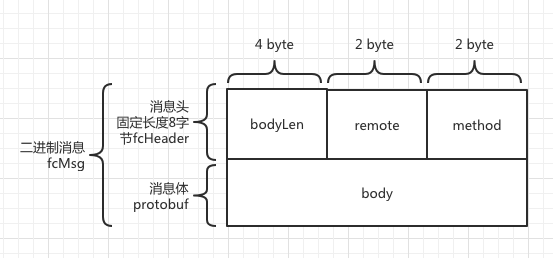 4 byte
2 byte
2 byte
消息头
固定长度8字
节fcHeader
bodyLen
remote
method
二进制消息
fcMsg
消息体
protobuf
body